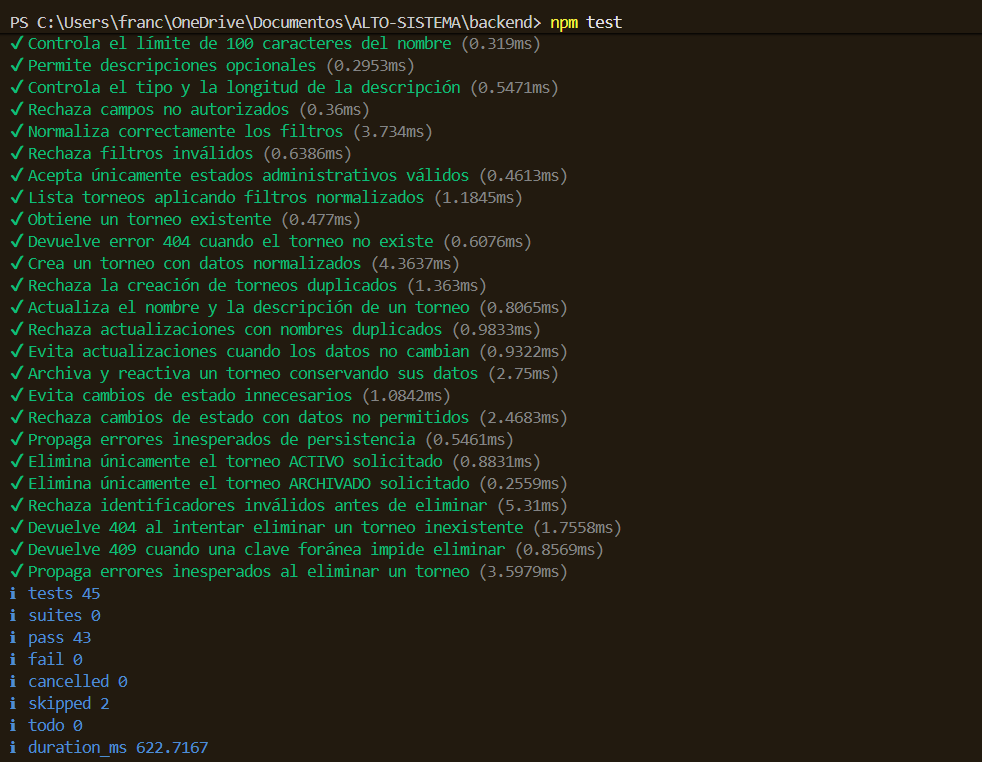 PS C:\Users\franc\OneDrive\Documentos\ALTO-SISTEMA\backend> npm test
✓ Controla el límite de 100 caracteres del nombre (0.319ms)
✓ Permite descripciones opcionales (0.2953ms)
✓ Controla el tipo y la longitud de la descripción (0.5471ms)
✓ Rechaza campos no autorizados (0.36ms)
✓ Normaliza correctamente los filtros (3.734ms)
✓ Rechaza filtros inválidos (0.6386ms)
✓ Acepta únicamente estados administrativos válidos (0.4613ms)
✓ Lista torneos aplicando filtros normalizados (1.1845ms)
✓ Obtiene un torneo existente (0.477ms)
✓ Devuelve error 404 cuando el torneo no existe (0.6076ms)
✓ Crea un torneo con datos normalizados (4.3637ms)
✓ Rechaza la creación de torneos duplicados (1.363ms)
✓ Actualiza el nombre y la descripción de un torneo (0.8065ms)
✓ Rechaza actualizaciones con nombres duplicados (0.9833ms)
✓ Evita actualizaciones cuando los datos no cambian (0.9322ms)
✓ Archiva y reactiva un torneo conservando sus datos (2.75ms)
✓ Evita cambios de estado innecesarios (1.0842ms)
✓ Rechaza cambios de estado con datos no permitidos (2.4683ms)
✓ Propaga errores inesperados de persistencia (0.5461ms)
✓ Elimina únicamente el torneo ACTIVO solicitado (0.8831ms)
✓ Elimina únicamente el torneo ARCHIVADO solicitado (0.2559ms)
✓ Rechaza identificadores inválidos antes de eliminar (5.31ms)
✓ Devuelve 404 al intentar eliminar un torneo inexistente (1.7558ms)
✓ Devuelve 409 cuando una clave foránea impide eliminar (0.8569ms)
✓ Propaga errores inesperados al eliminar un torneo (3.5979ms)
ℹ tests 45
ℹ suites 0
ℹ pass 43
ℹ fail 0
ℹ cancelled 0
ℹ skipped 2
ℹ todo 0
ℹ duration_ms 622.7167